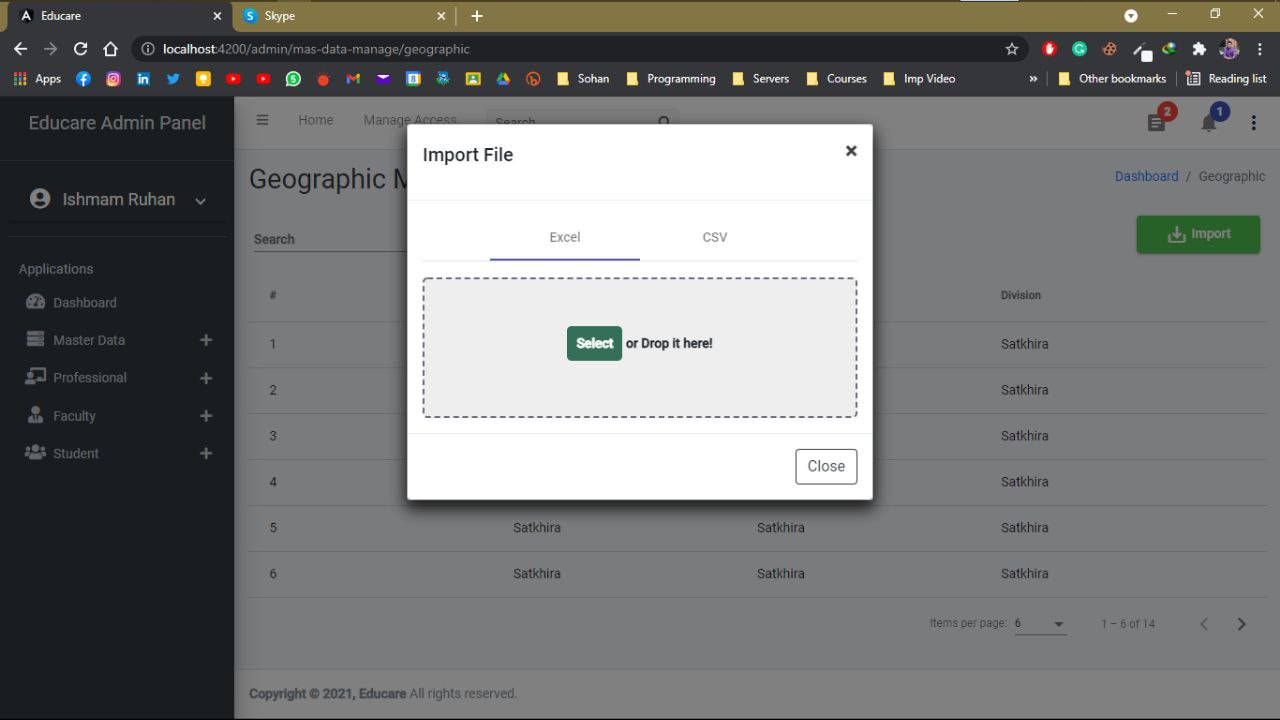 Educare
Skype
localhost:4200/admin/mas-data-manage/geographic
Apps
Sohan
Programming
Servers
Courses
Imp Video
»
Other bookmarks
Reading list
Educare Admin Panel
Home
Manage Access
Search
2
1
Ishmam Ruhan
Applications
Dashboard
Master Data
Professional
Faculty
Student
Geographic M
Dashboard / Geographic
Search
Import
Import File
×
Excel
CSV
Select or Drop it here!
Close
# Division
1 Satkhira
2 Satkhira
3 Satkhira
4 Satkhira
5 Satkhira Satkhira Satkhira
6 Satkhira Satkhira Satkhira
Items per page: 6 1 – 6 of 14
Copyright © 2021, Educare All rights reserved.